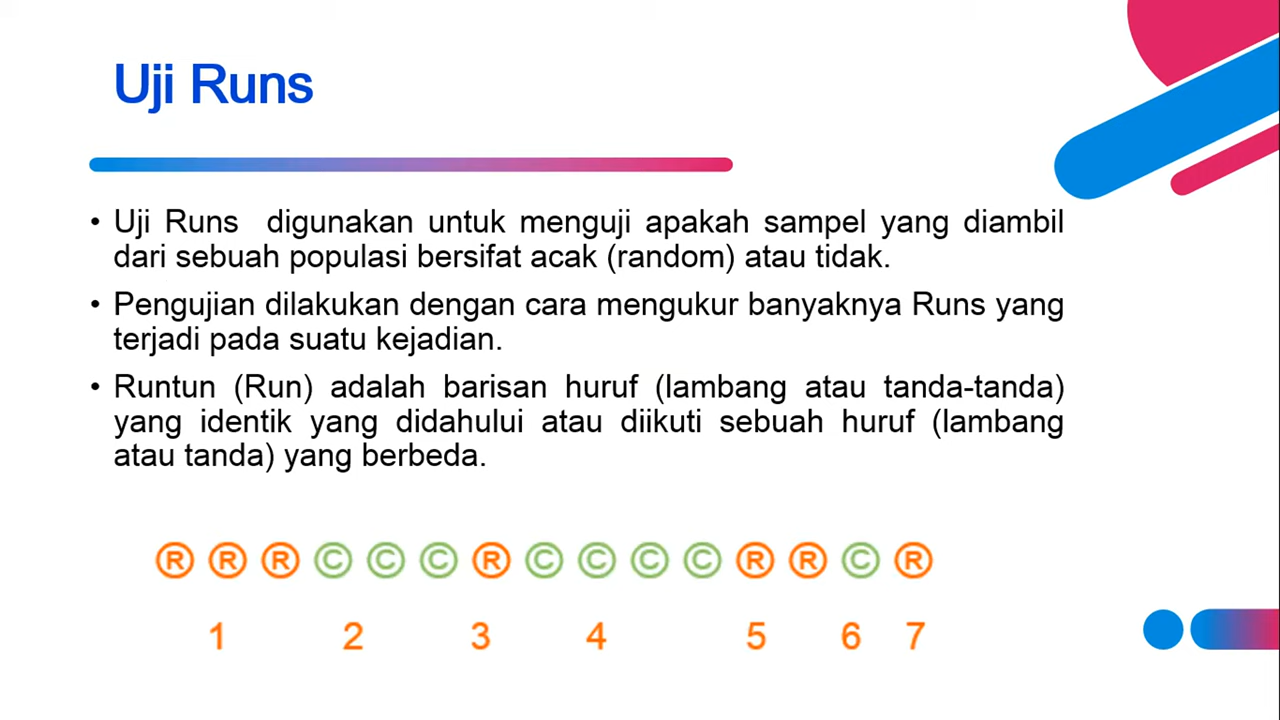 Uji Runs
• Uji Runs digunakan untuk menguji apakah sampel yang diambil
dari sebuah populasi bersifat acak (random) atau tidak.
• Pengujian dilakukan dengan cara mengukur banyaknya Runs yang
terjadi pada suatu kejadian.
• Runtun (Run) adalah barisan huruf (lambang atau tanda-tanda)
yang identik yang didahului atau diikuti sebuah huruf (lambang
atau tanda) yang berbeda.
® ® ® © © © ® © © © © ® ® © ®
1 2 3 4 5 6 7